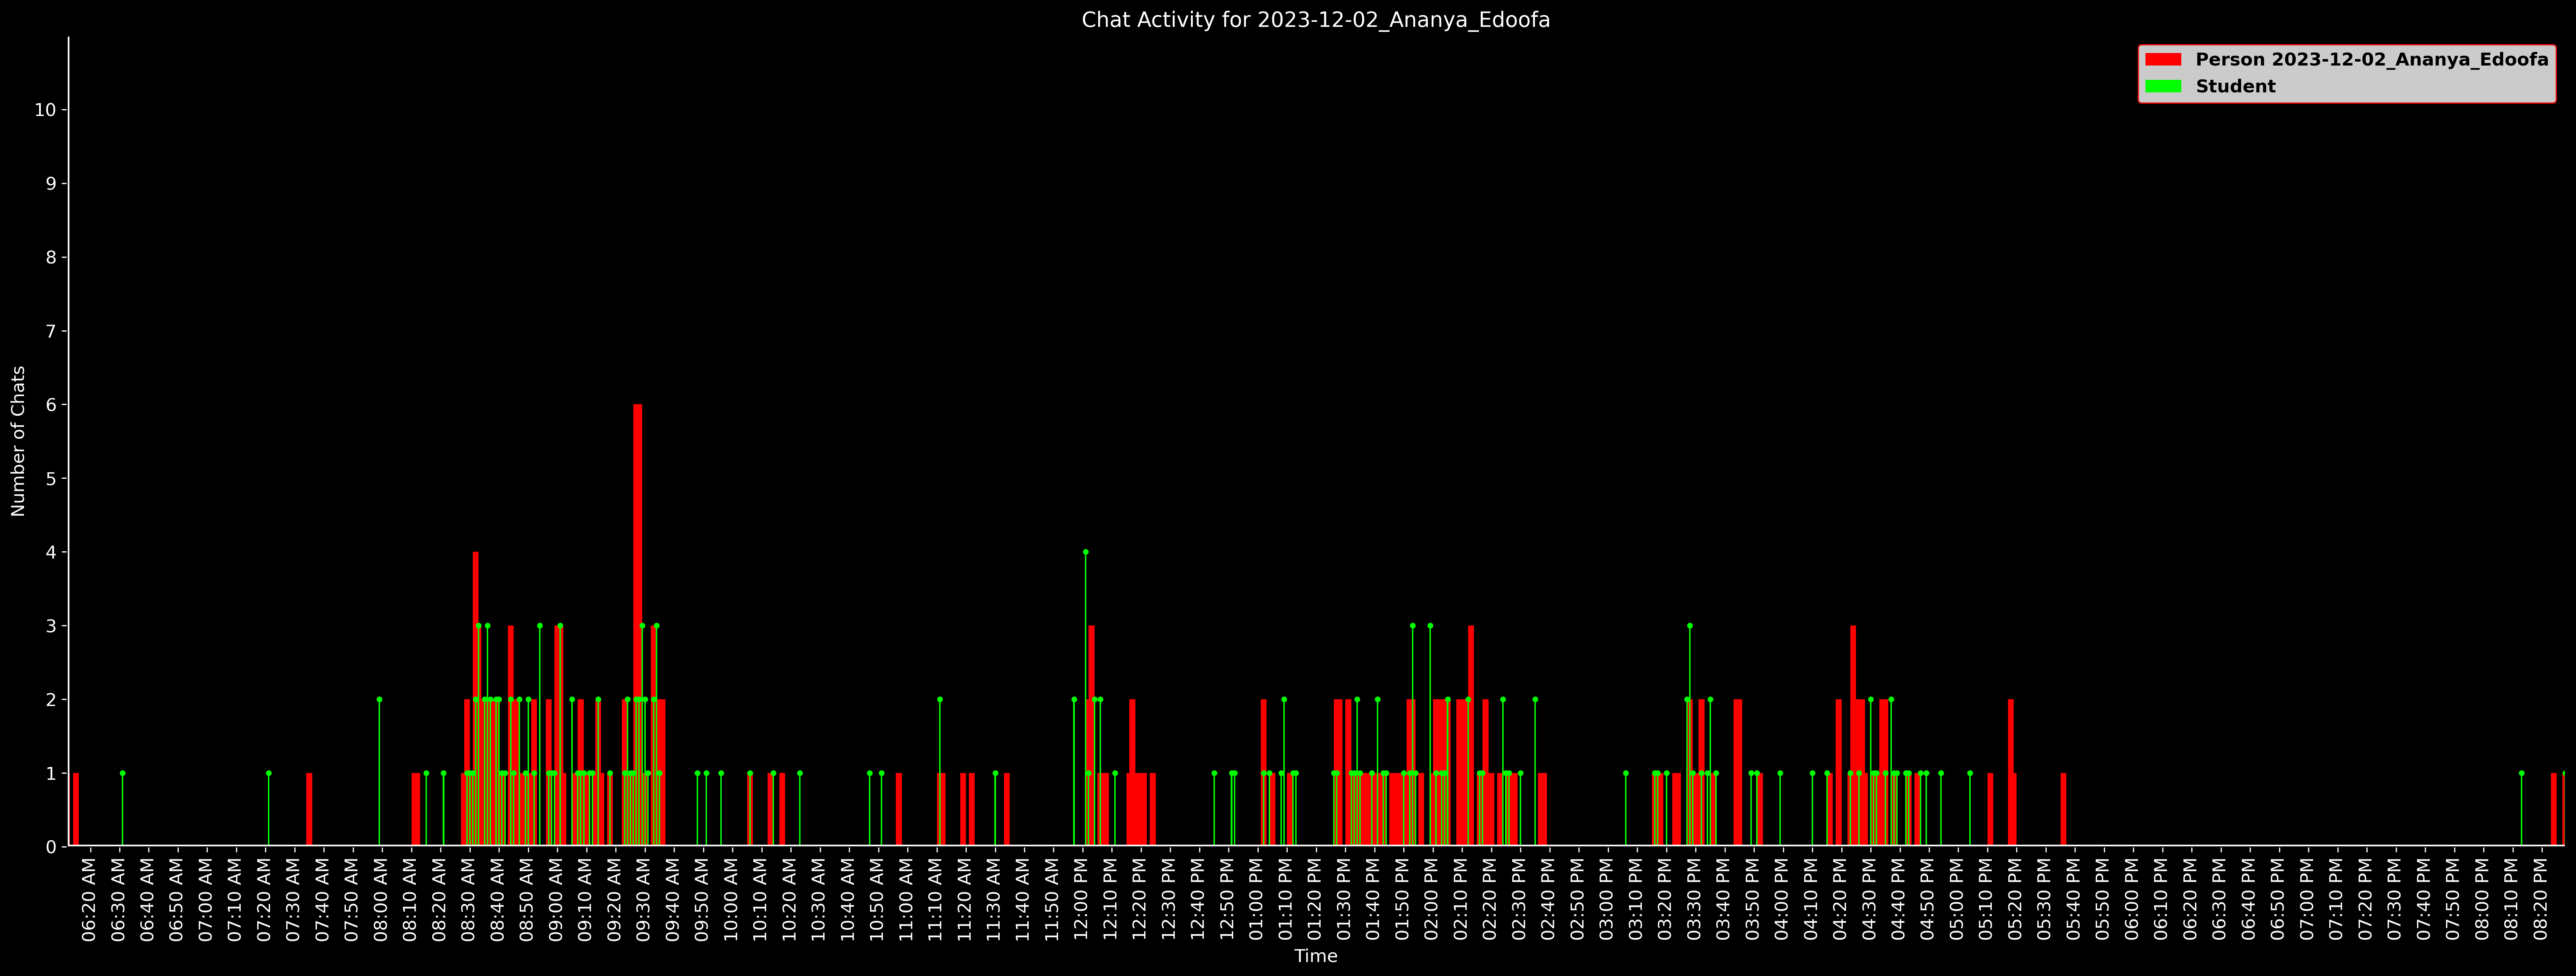 Chat Activity for 2023-12-02_Ananya_Edoofa
Person 2023-12-02_Ananya_Edoofa
Student
Number of Chats
10
9
8
7
6
5
4
3
2
1
0
06:20 AM
06:30 AM
06:40 AM
06:50 AM
07:00 AM
07:10 AM
07:20 AM
07:30 AM
07:40 AM
07:50 AM
08:00 AM
08:10 AM
08:20 AM
08:30 AM
08:40 AM
08:50 AM
09:00 AM
09:10 AM
09:20 AM
09:30 AM
09:40 AM
09:50 AM
10:00 AM
10:10 AM
10:20 AM
10:30 AM
10:40 AM
10:50 AM
11:00 AM
11:10 AM
11:20 AM
11:30 AM
11:40 AM
11:50 AM
12:00 PM
12:10 PM
12:20 PM
12:30 PM
12:40 PM
12:50 PM
01:00 PM
01:10 PM
01:20 PM
01:30 PM
01:40 PM
01:50 PM
02:00 PM
02:10 PM
02:20 PM
02:30 PM
02:40 PM
02:50 PM
03:00 PM
03:10 PM
03:20 PM
03:30 PM
03:40 PM
03:50 PM
04:00 PM
04:10 PM
04:20 PM
04:30 PM
04:40 PM
04:50 PM
05:00 PM
05:10 PM
05:20 PM
05:30 PM
05:40 PM
05:50 PM
06:00 PM
06:10 PM
06:20 PM
06:30 PM
06:40 PM
06:50 PM
07:00 PM
07:10 PM
07:20 PM
07:30 PM
07:40 PM
07:50 PM
08:00 PM
08:10 PM
08:20 PM
Time